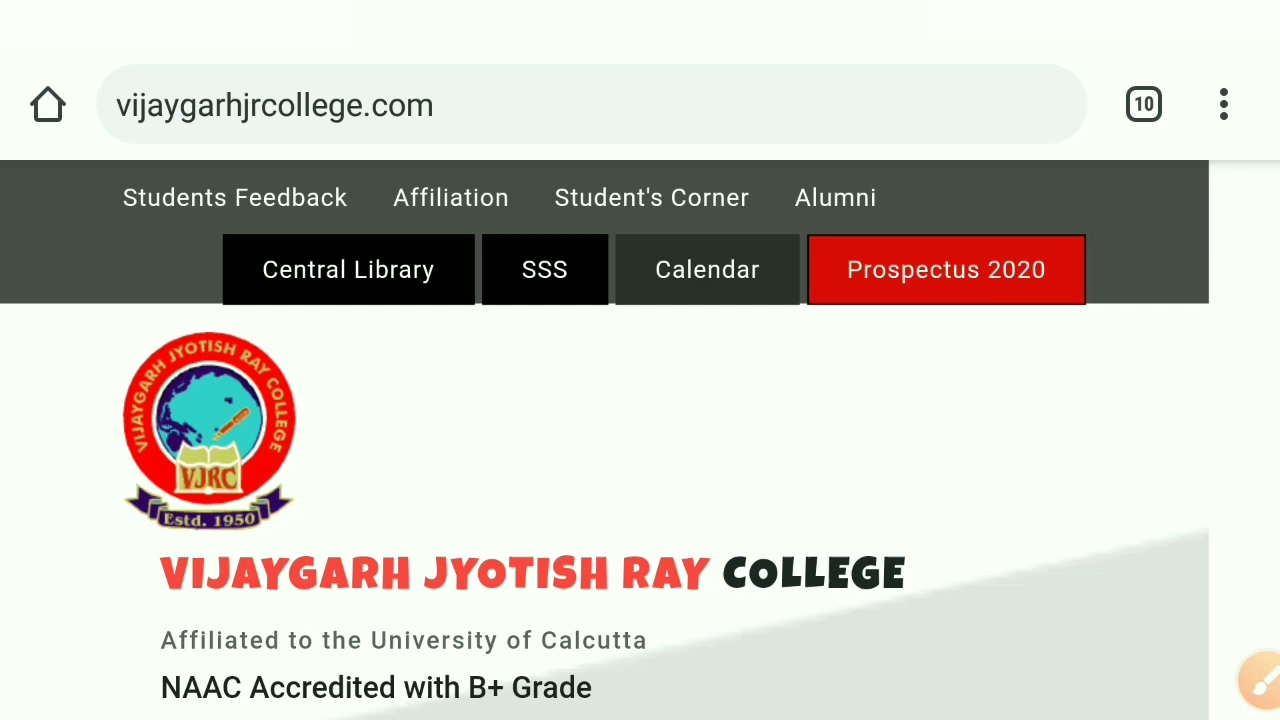 vijaygarhjrcollege.com
10
Students Feedback Affiliation Student's Corner Alumni
Central Library SSS Calendar Prospectus 2020
VIJAYGARH JYOTISH RAY COLLEGE
VJRC
Estd. 1950
VIJAYGARH JYOTISH RAY COLLEGE
Affiliated to the University of Calcutta
NAAC Accredited with B+ Grade